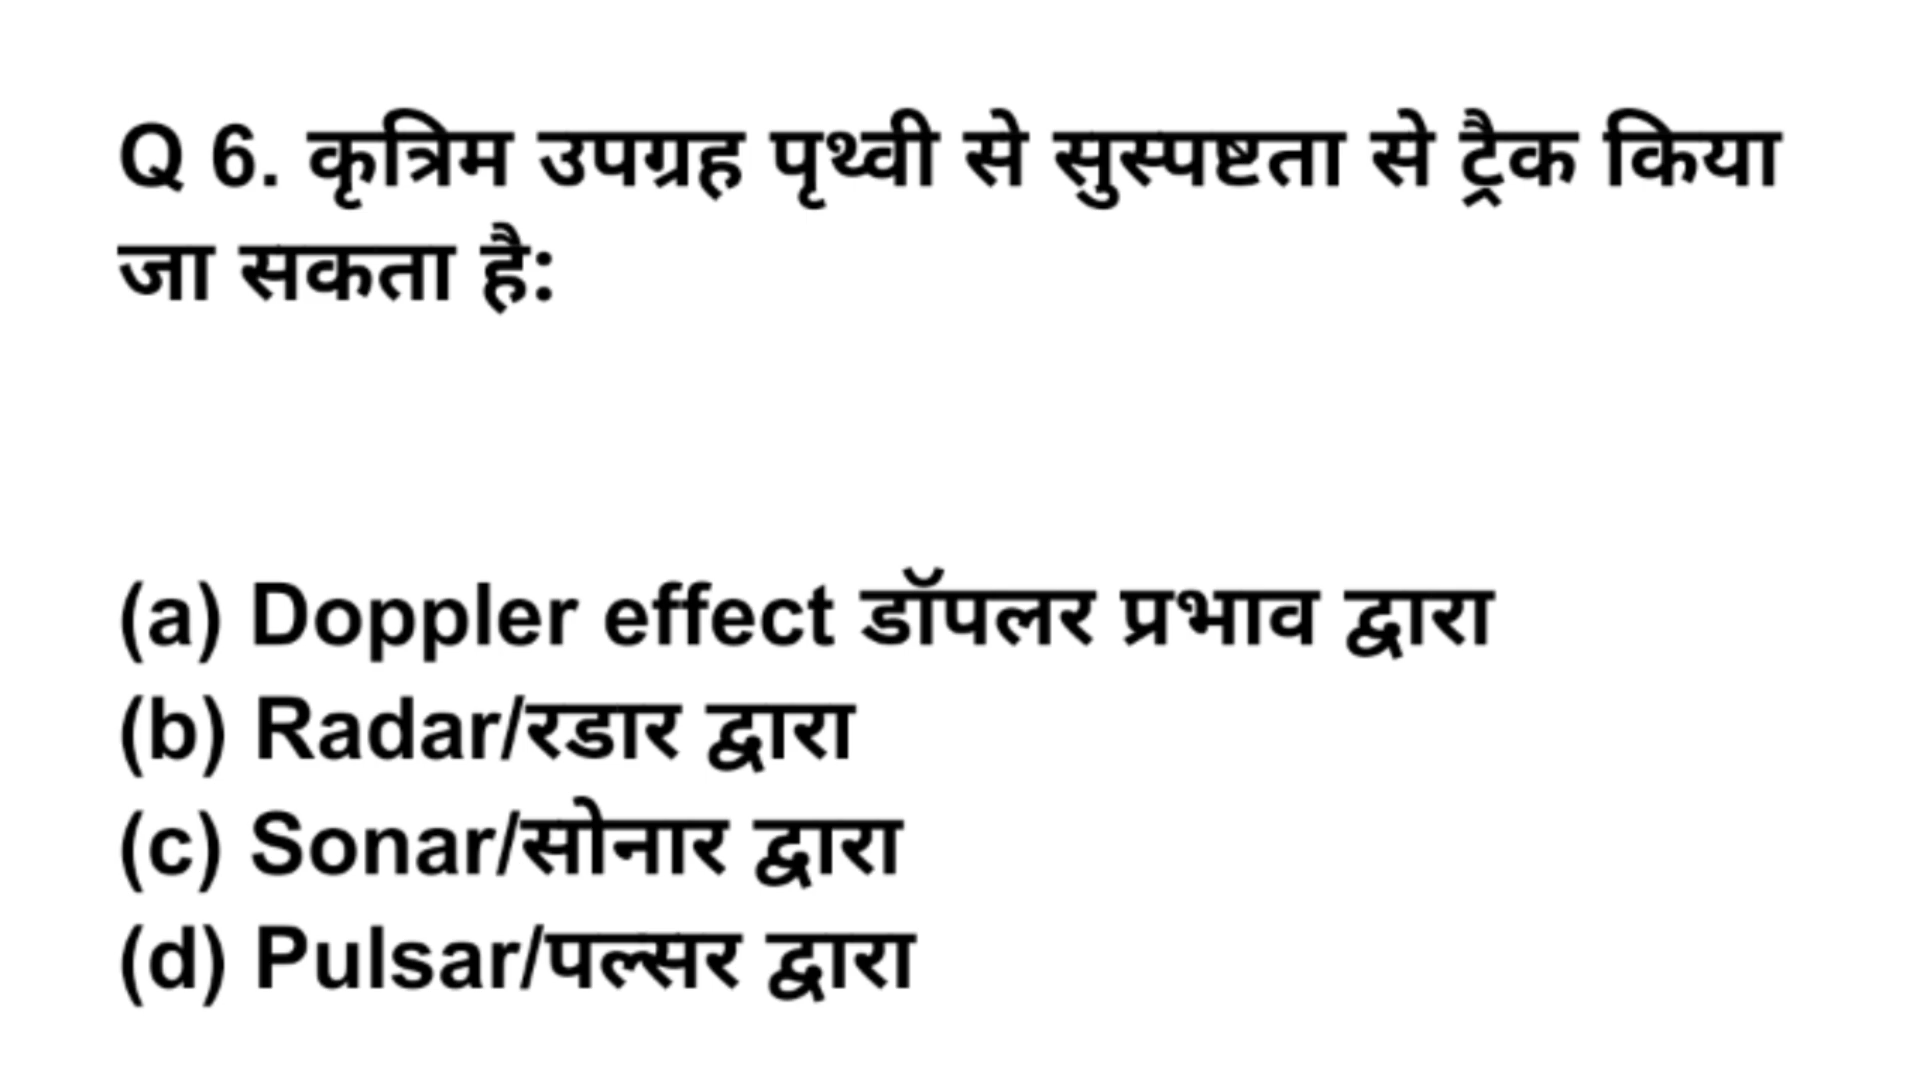 Q 6. कृत्रिम उपग्रह पृथ्वी से सुस्पष्टता से ट्रैक किया
जा सकता है:
(a) Doppler effect डॉपलर प्रभाव द्वारा
(b) Radar/रडार द्वारा
(c) Sonar/सोनार द्वारा
(d) Pulsar/पल्सर द्वारा